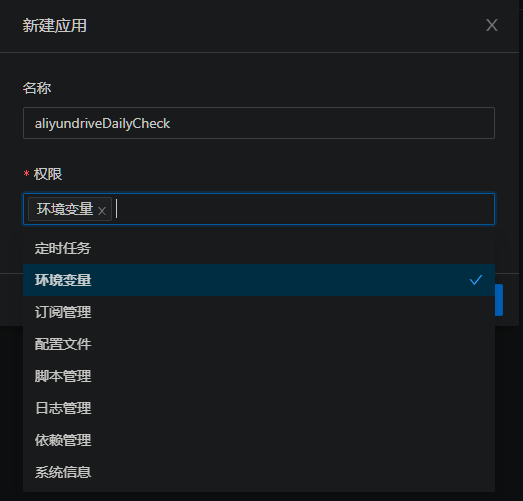 新建应用
名称
aliyundriveDailyCheck
* 权限
环境变量
定时任务
环境变量
订阅管理
配置文件
脚本管理
日志管理
依赖管理
系统信息